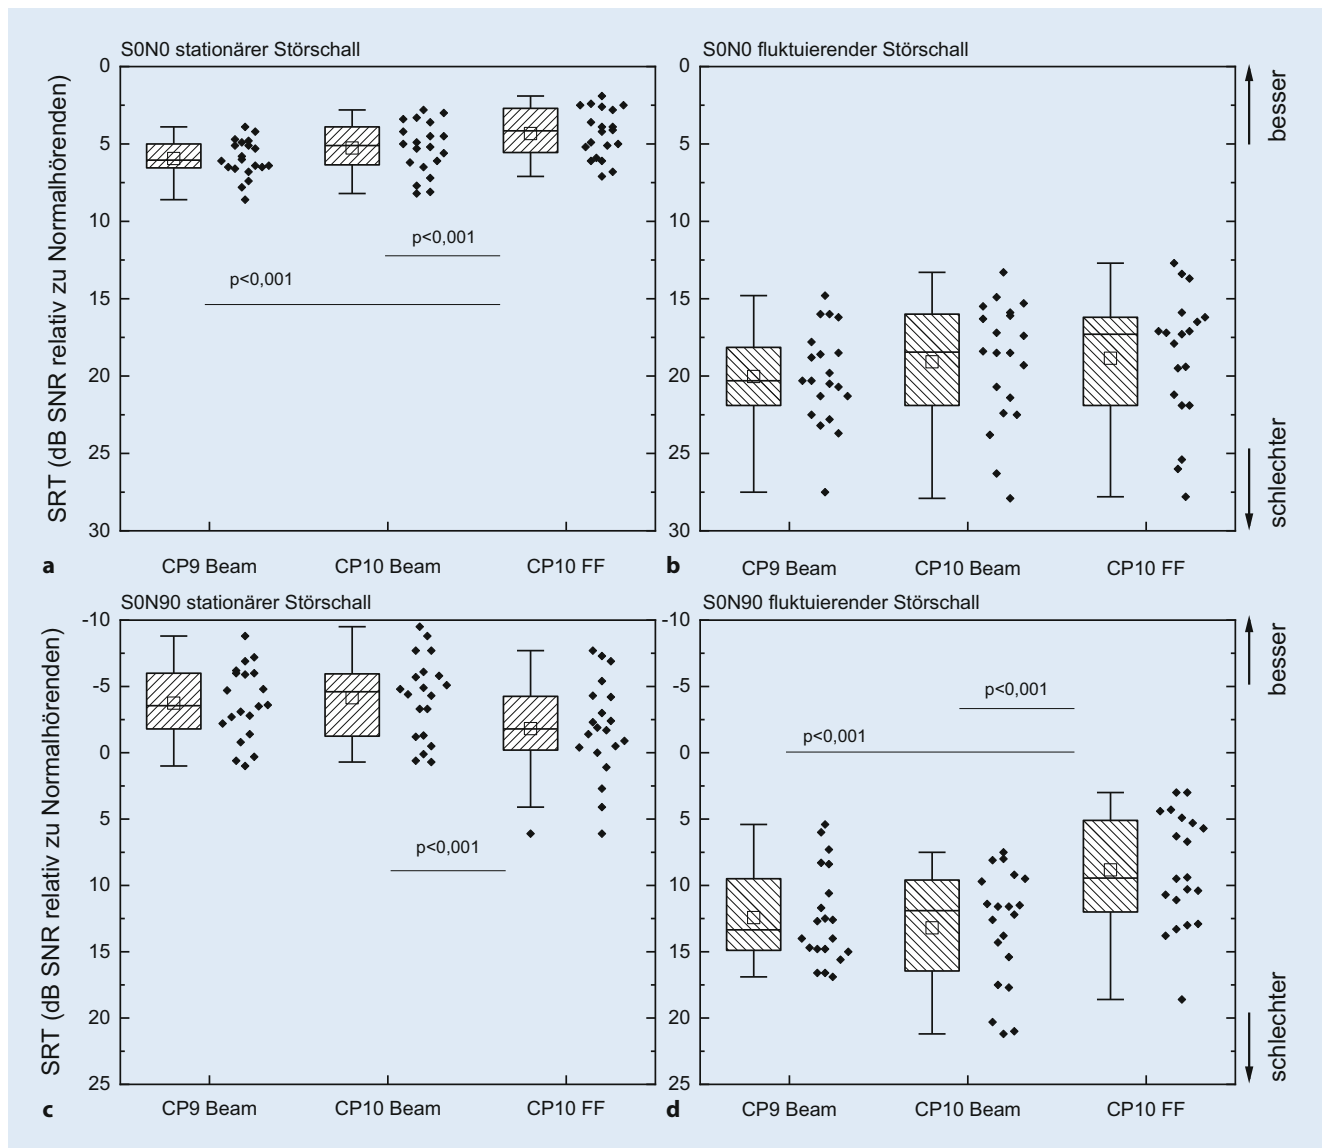 S0N0 stationärer Störschall
SRT (dB SNR relativ zu Normalhörenden)
0
5
10
15
20
25
30
p<0,001
p<0,001
a
CP9 Beam
CP10 Beam
CP10 FF
S0N0 fluktuierender Störschall
0
5
10
15
20
25
30
besser
schlechter
b
CP9 Beam
CP10 Beam
CP10 FF
S0N90 stationärer Störschall
SRT (dB SNR relativ zu Normalhörenden)
-10
-5
0
5
10
15
20
25
p<0,001
c
CP9 Beam
CP10 Beam
CP10 FF
S0N90 fluktuierender Störschall
-10
-5
0
5
10
15
20
25
p<0,001
p<0,001
besser
schlechter
d
CP9 Beam
CP10 Beam
CP10 FF